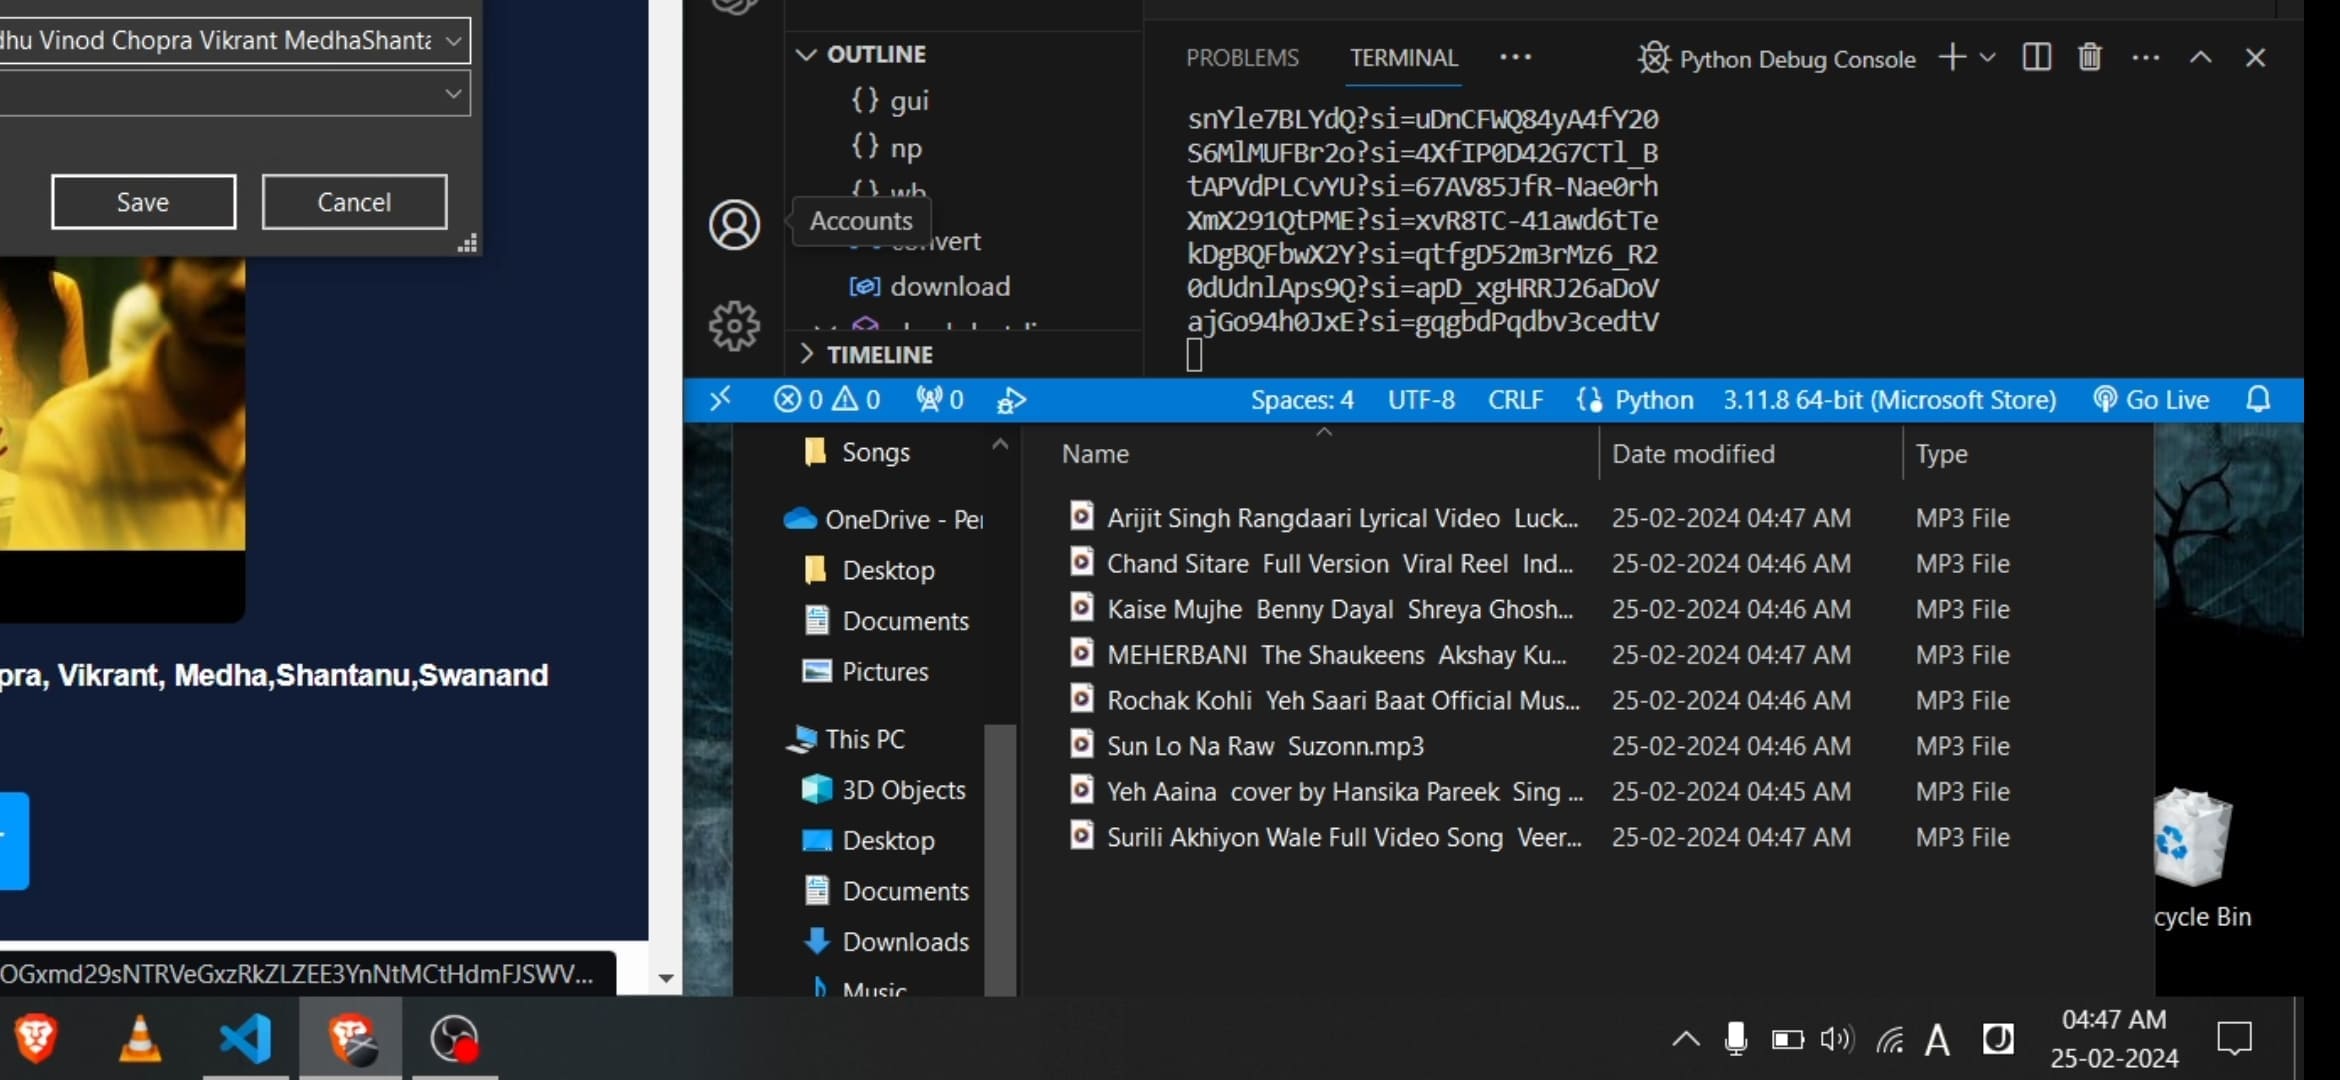 dhu Vinod Chopra Vikrant MedhaShanta
Save
Cancel
pra, Vikrant, Medha,Shantanu,Swanand
OGxmd29sNTRVeGxzRkZLZEE3YnNtMCtHdmFJSWV...
OUTLINE
gui
np
wb
Accounts
convert
download
TIMELINE
PROBLEMS
TERMINAL
Python Debug Console
snYle7BLYdQ?si=uDnCFWQ84yA4fY20
S6MlMUFBr2o?si=4XfIP0D42G7CTl_B
tAPVdPLCvYU?si=67AV85JfR-Nae0rh
XmX291QtPME?si=xvR8TC-41awd6tTe
kDgBQFbwX2Y?si=qtfgD52m3rMz6_R2
0dUdnlAps9Q?si=apD_xgHRRJ26aDoV
ajGo94h0JxE?si=gqgbdPqdbv3cedtV
0 0 0 Spaces: 4 UTF-8 CRLF Python 3.11.8 64-bit (Microsoft Store) Go Live
Songs
OneDrive - Per
Desktop
Documents
Pictures
This PC
3D Objects
Desktop
Documents
Downloads
Music
Name Date modified Type
Arijit Singh Rangdaari Lyrical Video Luck... 25-02-2024 04:47 AM MP3 File
Chand Sitare Full Version Viral Reel Ind... 25-02-2024 04:46 AM MP3 File
Kaise Mujhe Benny Dayal Shreya Ghosh... 25-02-2024 04:46 AM MP3 File
MEHERBANI The Shaukeens Akshay Ku... 25-02-2024 04:47 AM MP3 File
Rochak Kohli Yeh Saari Baat Official Mus... 25-02-2024 04:46 AM MP3 File
Sun Lo Na Raw Suzonn.mp3 25-02-2024 04:46 AM MP3 File
Yeh Aaina cover by Hansika Pareek Sing ... 25-02-2024 04:45 AM MP3 File
Surili Akhiyon Wale Full Video Song Veer... 25-02-2024 04:47 AM MP3 File
cycle Bin
A
04:47 AM
25-02-2024